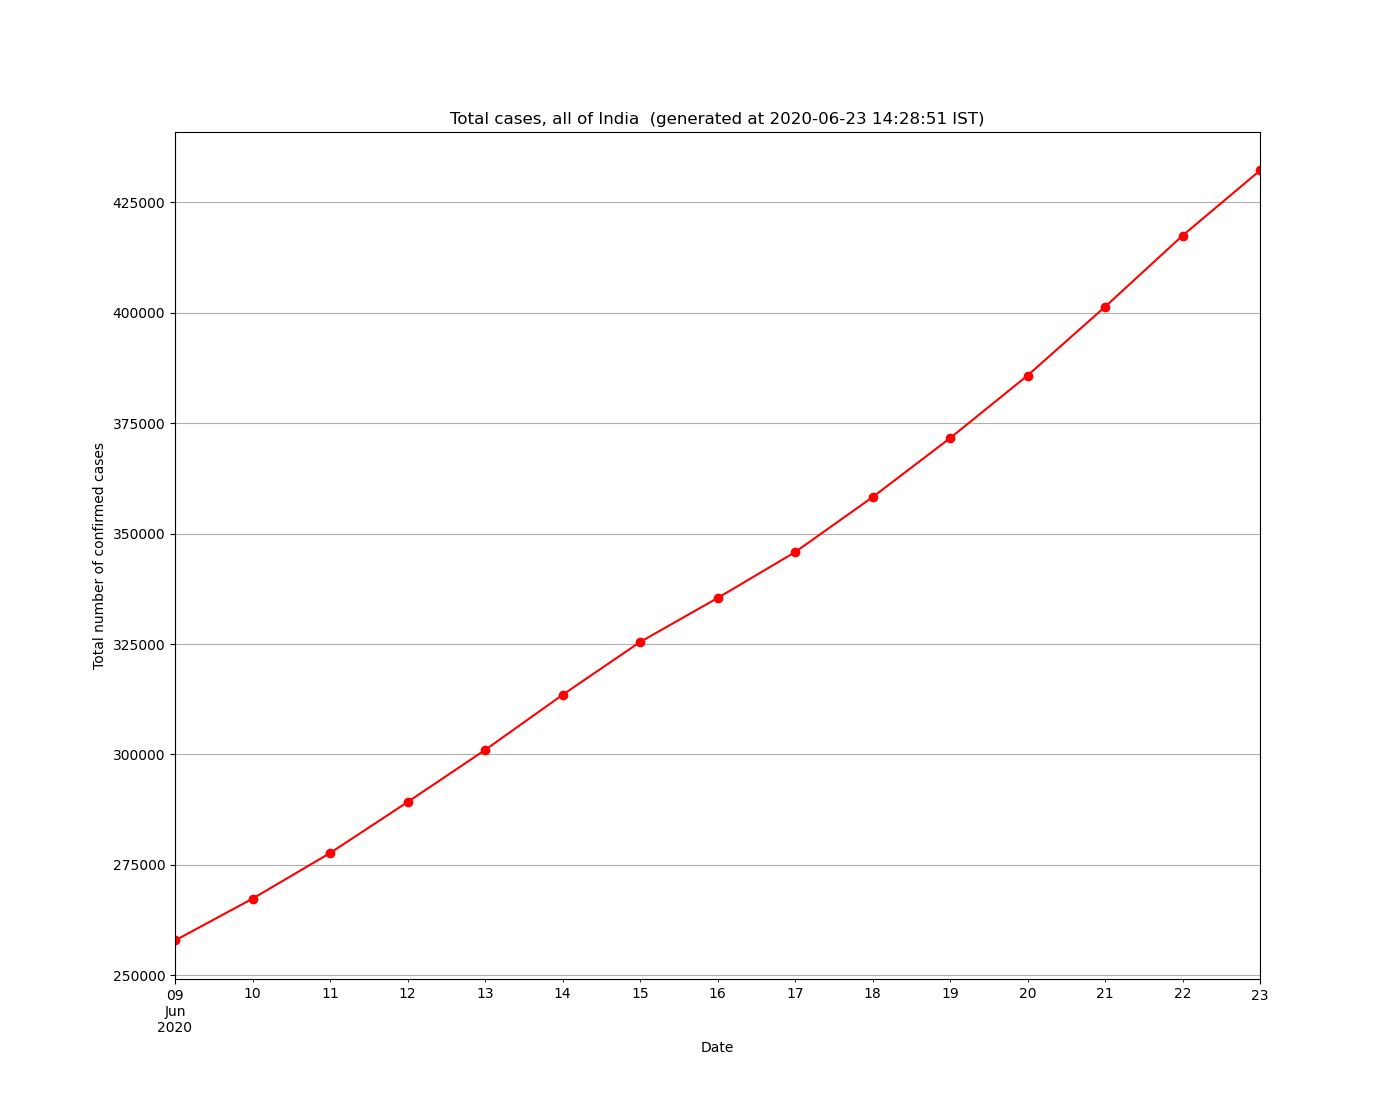 Total cases, all of India  (generated at 2020-06-23 14:28:51 IST)
425000
400000
375000
350000
325000
300000
275000
250000
Total number of confirmed cases
09 10 11 12 13 14 15 16 17 18 19 20 21 22 23
Jun
2020
Date